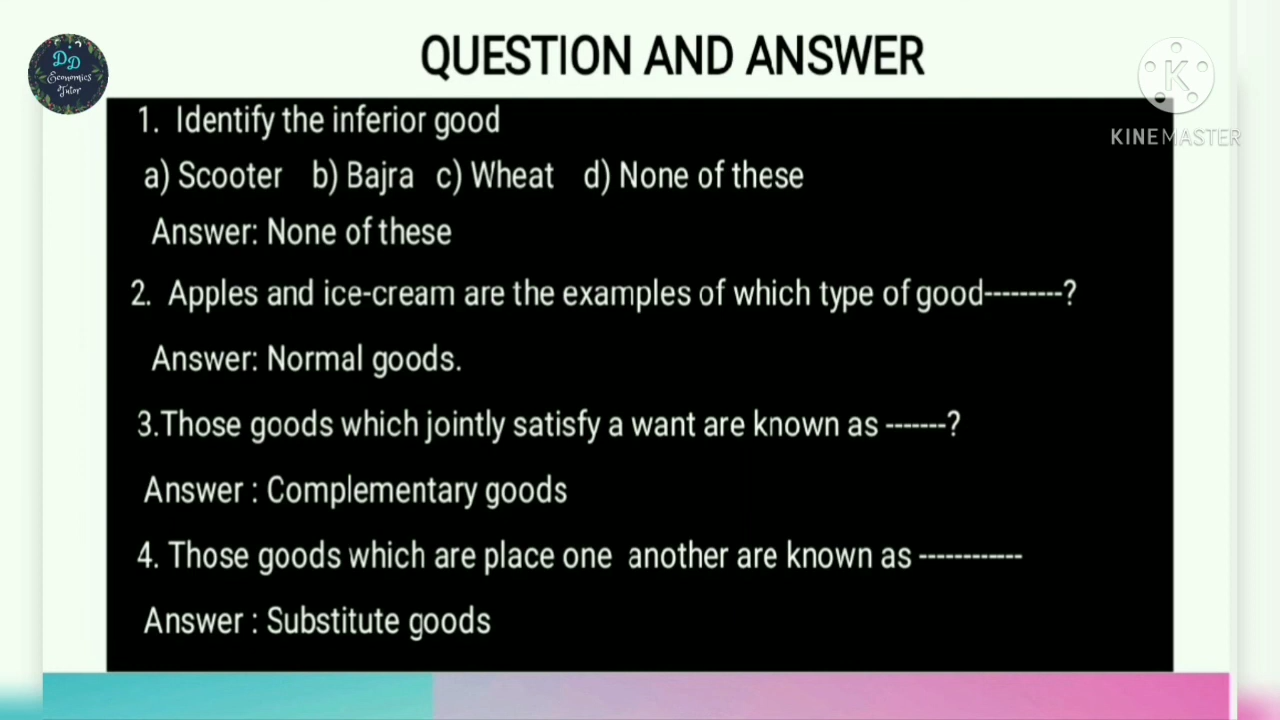 QUESTION AND ANSWER
DD
Economics
Tutor
K
KINEMASTER
1. Identify the inferior good
a) Scooter b) Bajra c) Wheat d) None of these
Answer: None of these
2. Apples and ice-cream are the examples of which type of good---------?
Answer: Normal goods.
3.Those goods which jointly satisfy a want are known as -------?
Answer : Complementary goods
4. Those goods which are place one another are known as ------------
Answer : Substitute goods